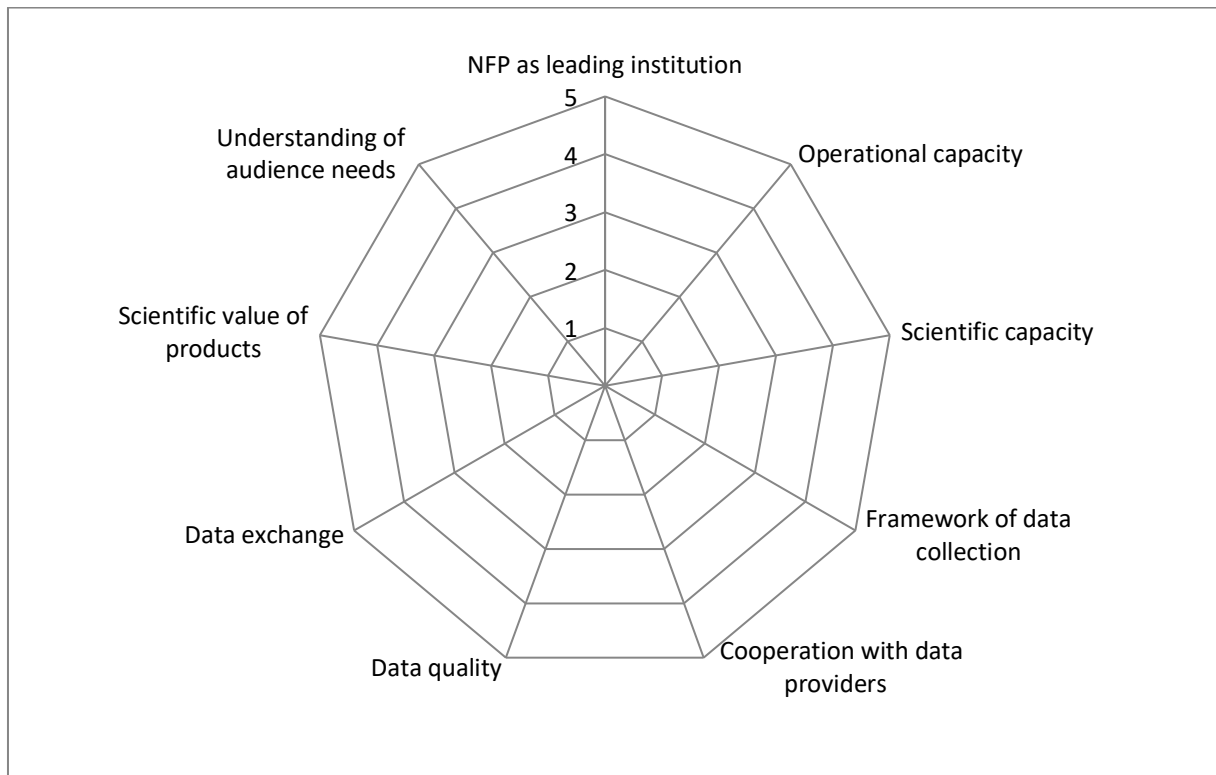 NFP as leading institution
5
4
3
2
1
Operational capacity
Scientific capacity
Framework of data
collection
Cooperation with data
providers
Data quality
Data exchange
Scientific value of
products
Understanding of
audience needs